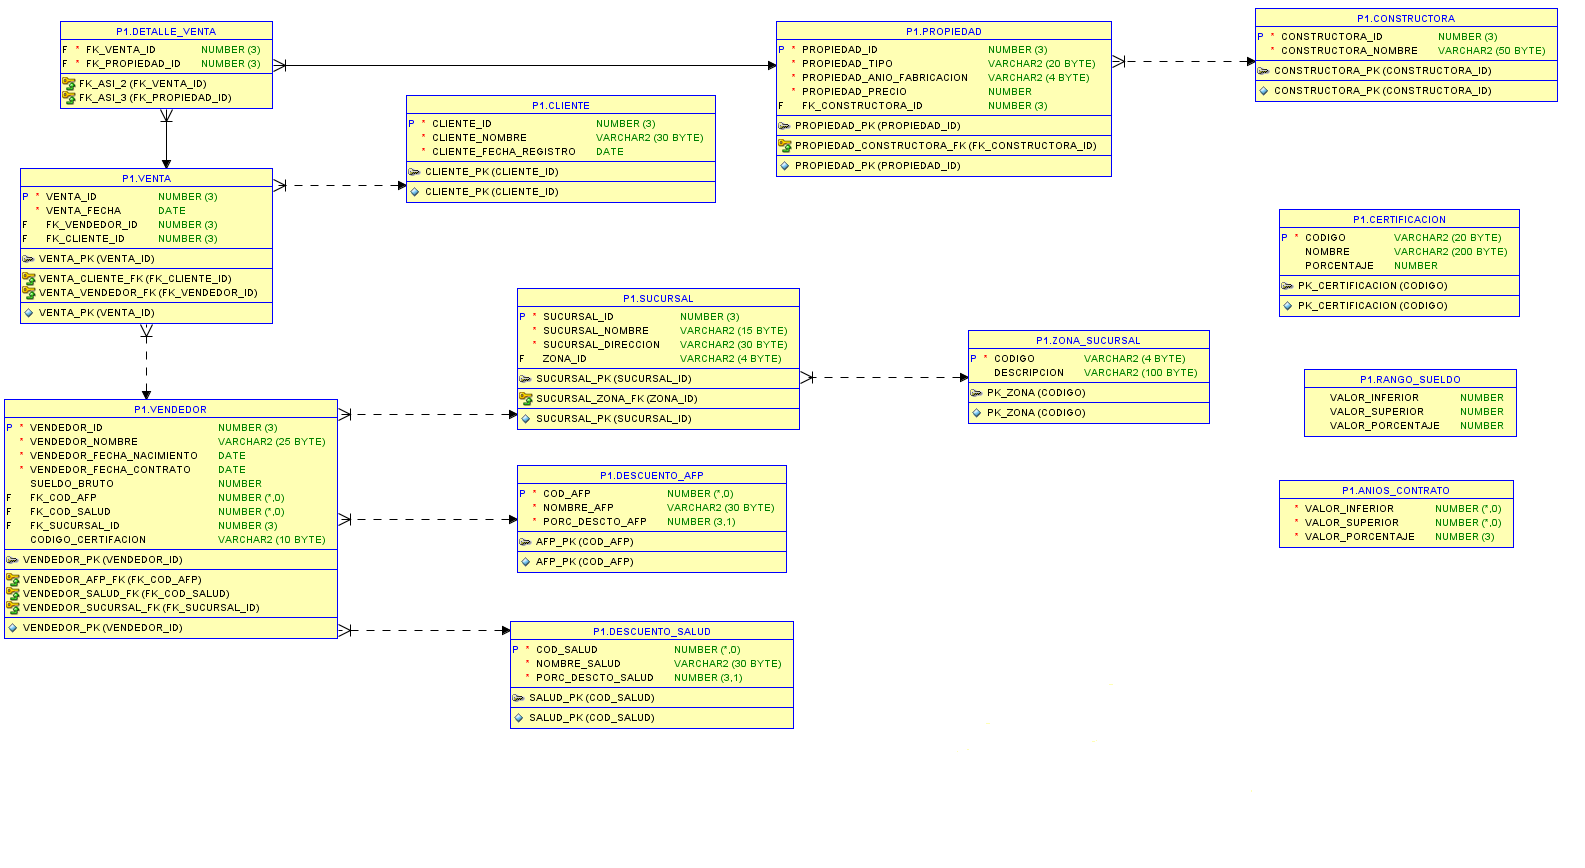 P1.DETALLE_VENTA
F * FK_VENTA_ID NUMBER (3)
F * FK_PROPIEDAD_ID NUMBER (3)
FK_ASI_2 (FK_VENTA_ID)
FK_ASI_3 (FK_PROPIEDAD_ID)
P1.CLIENTE
P * CLIENTE_ID NUMBER (3)
* CLIENTE_NOMBRE VARCHAR2 (30 BYTE)
* CLIENTE_FECHA_REGISTRO DATE
CLIENTE_PK (CLIENTE_ID)
CLIENTE_PK (CLIENTE_ID)
P1.PROPIEDAD
P * PROPIEDAD_ID NUMBER (3)
* PROPIEDAD_TIPO VARCHAR2 (20 BYTE)
* PROPIEDAD_ANIO_FABRICACION VARCHAR2 (4 BYTE)
* PROPIEDAD_PRECIO NUMBER
F FK_CONSTRUCTORA_ID NUMBER (3)
PROPIEDAD_PK (PROPIEDAD_ID)
PROPIEDAD_CONSTRUCTORA_FK (FK_CONSTRUCTORA_ID)
PROPIEDAD_PK (PROPIEDAD_ID)
P1.CONSTRUCTORA
P * CONSTRUCTORA_ID NUMBER (3)
* CONSTRUCTORA_NOMBRE VARCHAR2 (50 BYTE)
CONSTRUCTORA_PK (CONSTRUCTORA_ID)
CONSTRUCTORA_PK (CONSTRUCTORA_ID)
P1.VENTA
P * VENTA_ID NUMBER (3)
* VENTA_FECHA DATE
F FK_VENDEDOR_ID NUMBER (3)
F FK_CLIENTE_ID NUMBER (3)
VENTA_PK (VENTA_ID)
VENTA_CLIENTE_FK (FK_CLIENTE_ID)
VENTA_VENDEDOR_FK (FK_VENDEDOR_ID)
VENTA_PK (VENTA_ID)
P1.CERTIFICACION
P * CODIGO VARCHAR2 (20 BYTE)
NOMBRE VARCHAR2 (200 BYTE)
PORCENTAJE NUMBER
PK_CERTIFICACION (CODIGO)
PK_CERTIFICACION (CODIGO)
P1.SUCURSAL
P * SUCURSAL_ID NUMBER (3)
* SUCURSAL_NOMBRE VARCHAR2 (15 BYTE)
* SUCURSAL_DIRECCION VARCHAR2 (30 BYTE)
F ZONA_ID VARCHAR2 (4 BYTE)
SUCURSAL_PK (SUCURSAL_ID)
SUCURSAL_ZONA_FK (ZONA_ID)
SUCURSAL_PK (SUCURSAL_ID)
P1.ZONA_SUCURSAL
P * CODIGO VARCHAR2 (4 BYTE)
DESCRIPCION VARCHAR2 (100 BYTE)
PK_ZONA (CODIGO)
PK_ZONA (CODIGO)
P1.RANGO_SUELDO
VALOR_INFERIOR NUMBER
VALOR_SUPERIOR NUMBER
VALOR_PORCENTAJE NUMBER
P1.VENDEDOR
P * VENDEDOR_ID NUMBER (3)
* VENDEDOR_NOMBRE VARCHAR2 (25 BYTE)
* VENDEDOR_FECHA_NACIMIENTO DATE
* VENDEDOR_FECHA_CONTRATO DATE
SUELDO_BRUTO NUMBER
F FK_COD_AFP NUMBER (*,0)
F FK_COD_SALUD NUMBER (*,0)
F FK_SUCURSAL_ID NUMBER (3)
CODIGO_CERTIFACION VARCHAR2 (10 BYTE)
VENDEDOR_PK (VENDEDOR_ID)
VENDEDOR_AFP_FK (FK_COD_AFP)
VENDEDOR_SALUD_FK (FK_COD_SALUD)
VENDEDOR_SUCURSAL_FK (FK_SUCURSAL_ID)
VENDEDOR_PK (VENDEDOR_ID)
P1.DESCUENTO_AFP
P * COD_AFP NUMBER (*,0)
* NOMBRE_AFP VARCHAR2 (30 BYTE)
* PORC_DESCTO_AFP NUMBER (3,1)
AFP_PK (COD_AFP)
AFP_PK (COD_AFP)
P1.ANIOS_CONTRATO
* VALOR_INFERIOR NUMBER (*,0)
* VALOR_SUPERIOR NUMBER (*,0)
* VALOR_PORCENTAJE NUMBER (3)
P1.DESCUENTO_SALUD
P * COD_SALUD NUMBER (*,0)
* NOMBRE_SALUD VARCHAR2 (30 BYTE)
* PORC_DESCTO_SALUD NUMBER (3,1)
SALUD_PK (COD_SALUD)
SALUD_PK (COD_SALUD)